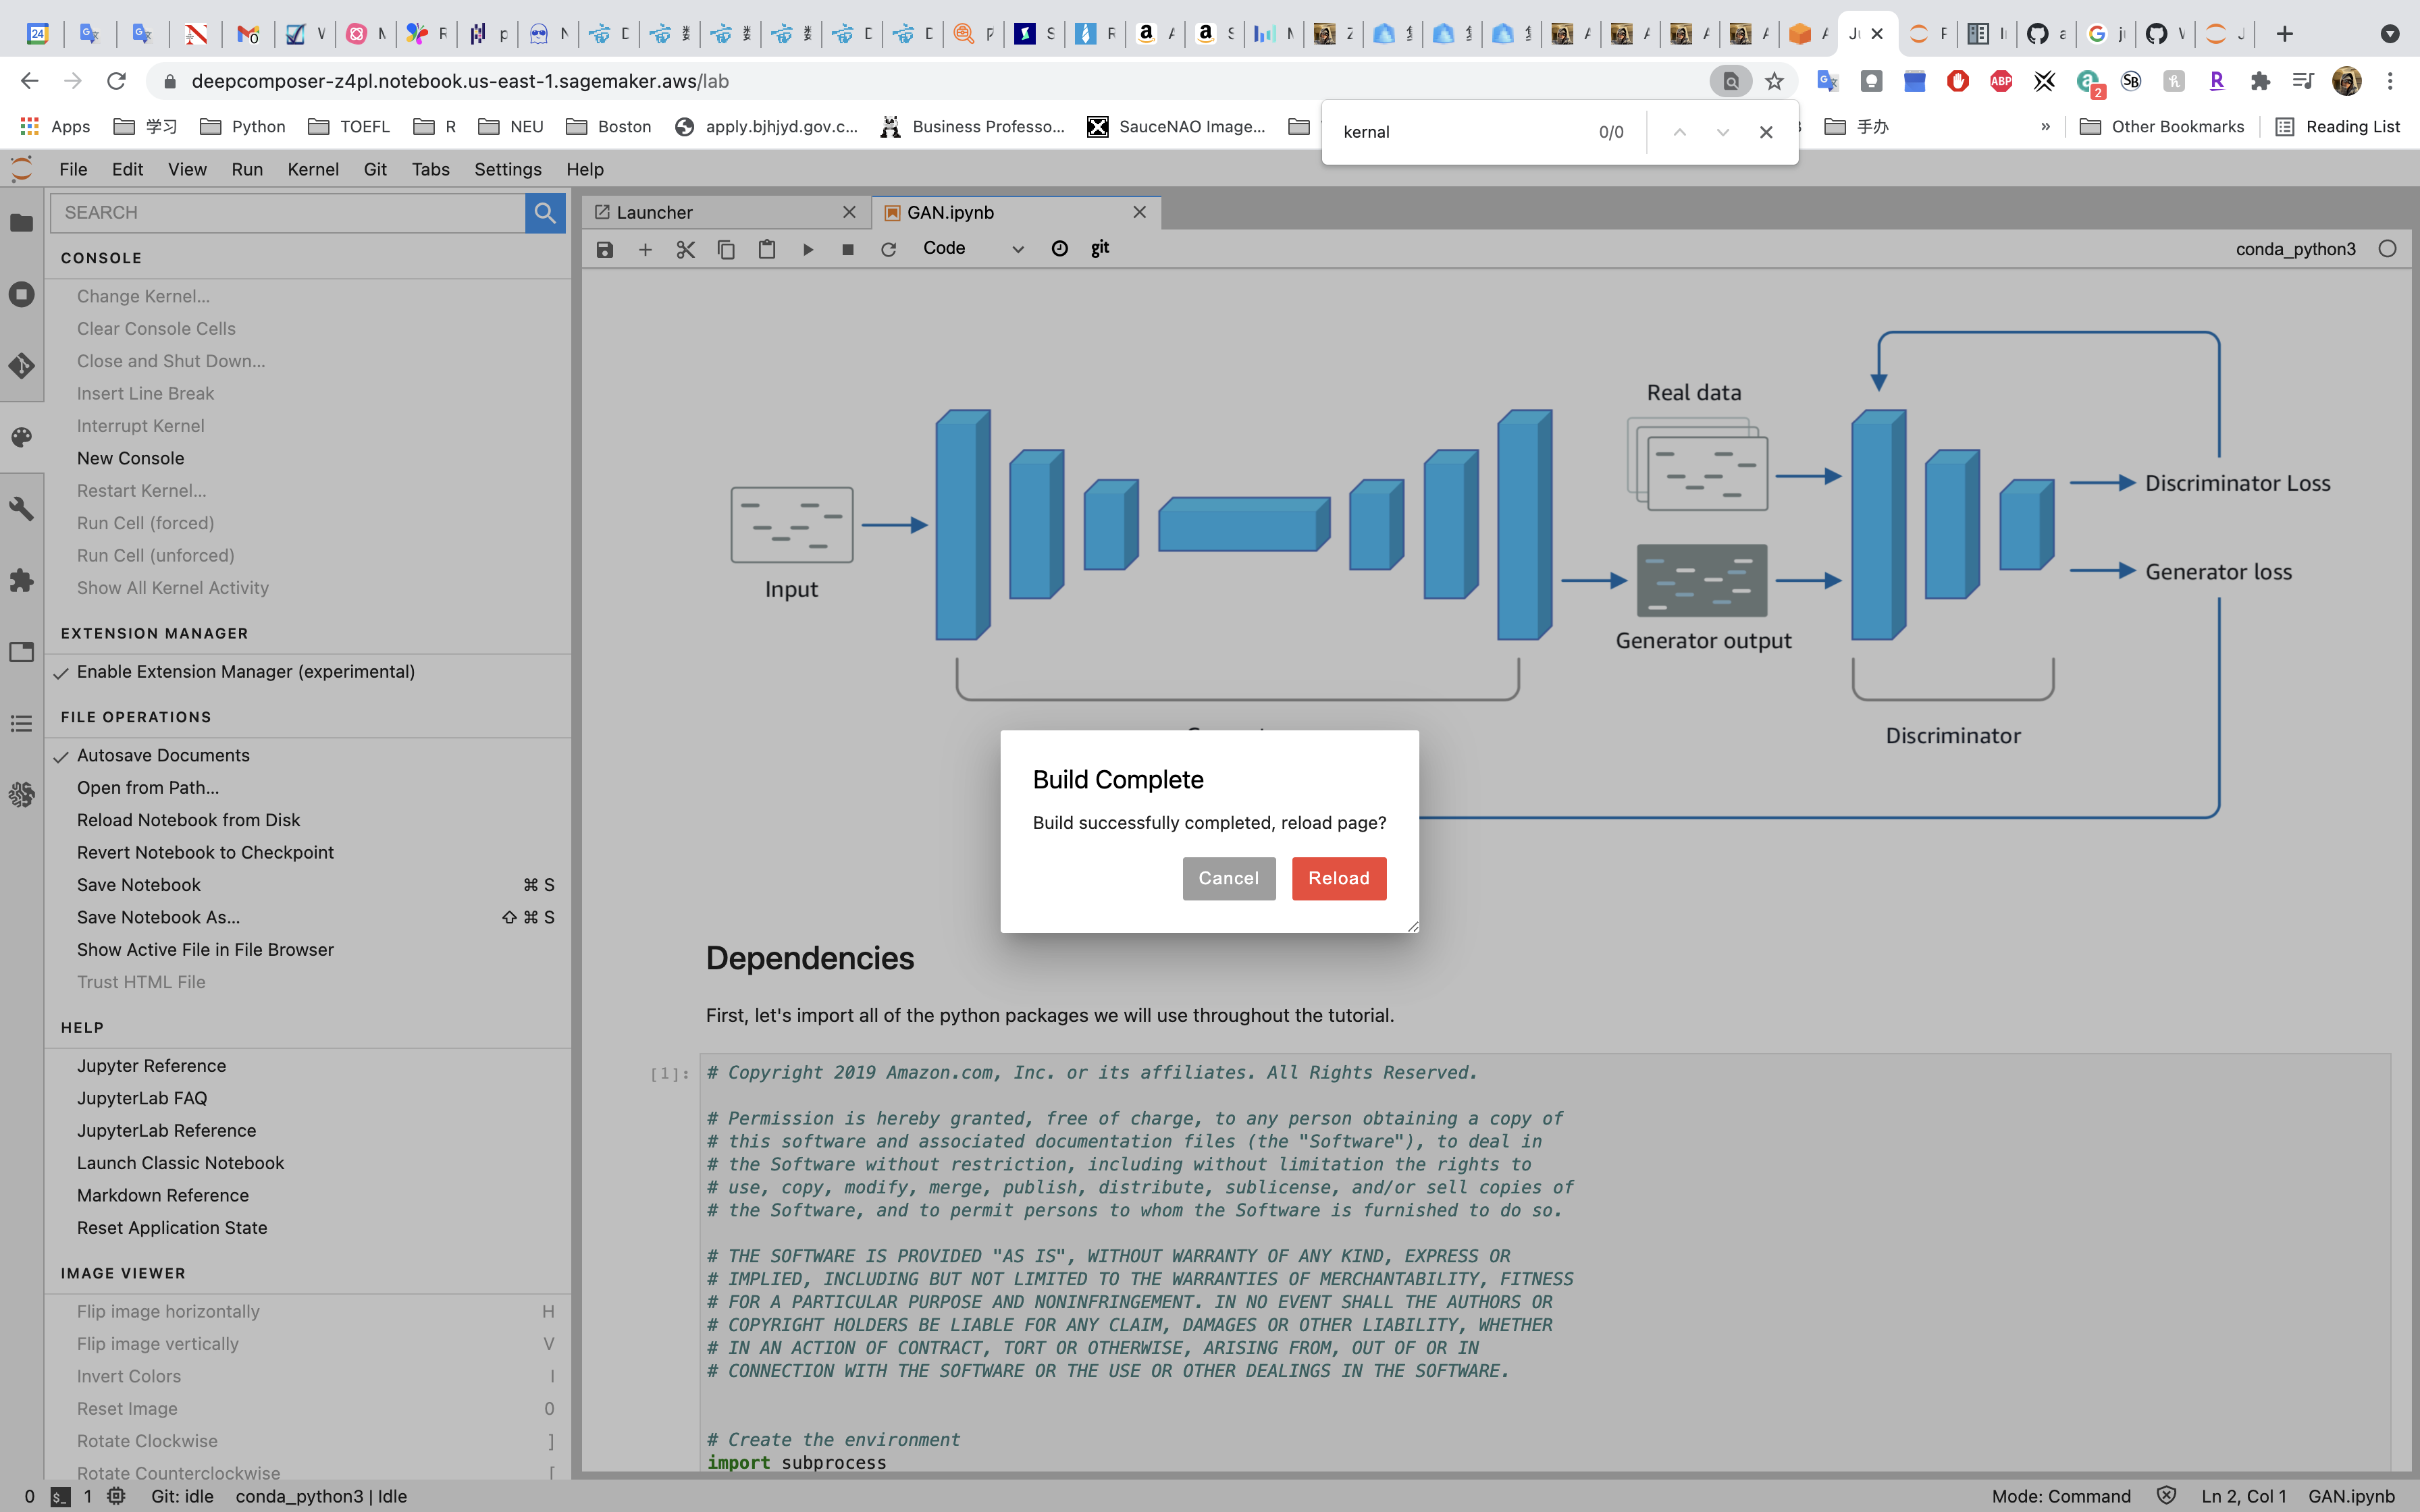 24
deepcomposer-z4pl.notebook.us-east-1.sagemaker.aws/lab
ABP
2
SB
R
Apps
学习
Python
TOEFL
R
NEU
Boston
apply.bjhjyd.gov.c...
Business Professo...
SauceNAO Image...
手办
»
Other Bookmarks
Reading List
kernal
0/0
File Edit View Run Kernel Git Tabs Settings Help
SEARCH
CONSOLE
Change Kernel...
Clear Console Cells
Close and Shut Down...
Insert Line Break
Interrupt Kernel
New Console
Restart Kernel...
Run Cell (forced)
Run Cell (unforced)
Show All Kernel Activity
EXTENSION MANAGER
Enable Extension Manager (experimental)
FILE OPERATIONS
Autosave Documents
Open from Path...
Reload Notebook from Disk
Revert Notebook to Checkpoint
Save Notebook ⌘ S
Save Notebook As... ⇧ ⌘ S
Show Active File in File Browser
Trust HTML File
HELP
Jupyter Reference
JupyterLab FAQ
JupyterLab Reference
Launch Classic Notebook
Markdown Reference
Reset Application State
IMAGE VIEWER
Flip image horizontally H
Flip image vertically V
Invert Colors I
Reset Image 0
Rotate Clockwise ]
Rotate Counterclockwise [
Launcher
GAN.ipynb
Code
git
conda_python3
Real data
Input
Generator output
Discriminator Loss
Generator loss
Discriminator
Build Complete
Build successfully completed, reload page?
Cancel
Reload
Dependencies
First, let's import all of the python packages we will use throughout the tutorial.
[1]:
# Copyright 2019 Amazon.com, Inc. or its affiliates. All Rights Reserved.
# Permission is hereby granted, free of charge, to any person obtaining a copy of
# this software and associated documentation files (the "Software"), to deal in
# the Software without restriction, including without limitation the rights to
# use, copy, modify, merge, publish, distribute, sublicense, and/or sell copies of
# the Software, and to permit persons to whom the Software is furnished to do so.
# THE SOFTWARE IS PROVIDED "AS IS", WITHOUT WARRANTY OF ANY KIND, EXPRESS OR
# IMPLIED, INCLUDING BUT NOT LIMITED TO THE WARRANTIES OF MERCHANTABILITY, FITNESS
# FOR A PARTICULAR PURPOSE AND NONINFRINGEMENT. IN NO EVENT SHALL THE AUTHORS OR
# COPYRIGHT HOLDERS BE LIABLE FOR ANY CLAIM, DAMAGES OR OTHER LIABILITY, WHETHER
# IN AN ACTION OF CONTRACT, TORT OR OTHERWISE, ARISING FROM, OUT OF OR IN
# CONNECTION WITH THE SOFTWARE OR THE USE OR OTHER DEALINGS IN THE SOFTWARE.
# Create the environment
import subprocess
0
1
Git: idle
conda_python3 | Idle
Mode: Command
Ln 2, Col 1
GAN.ipynb